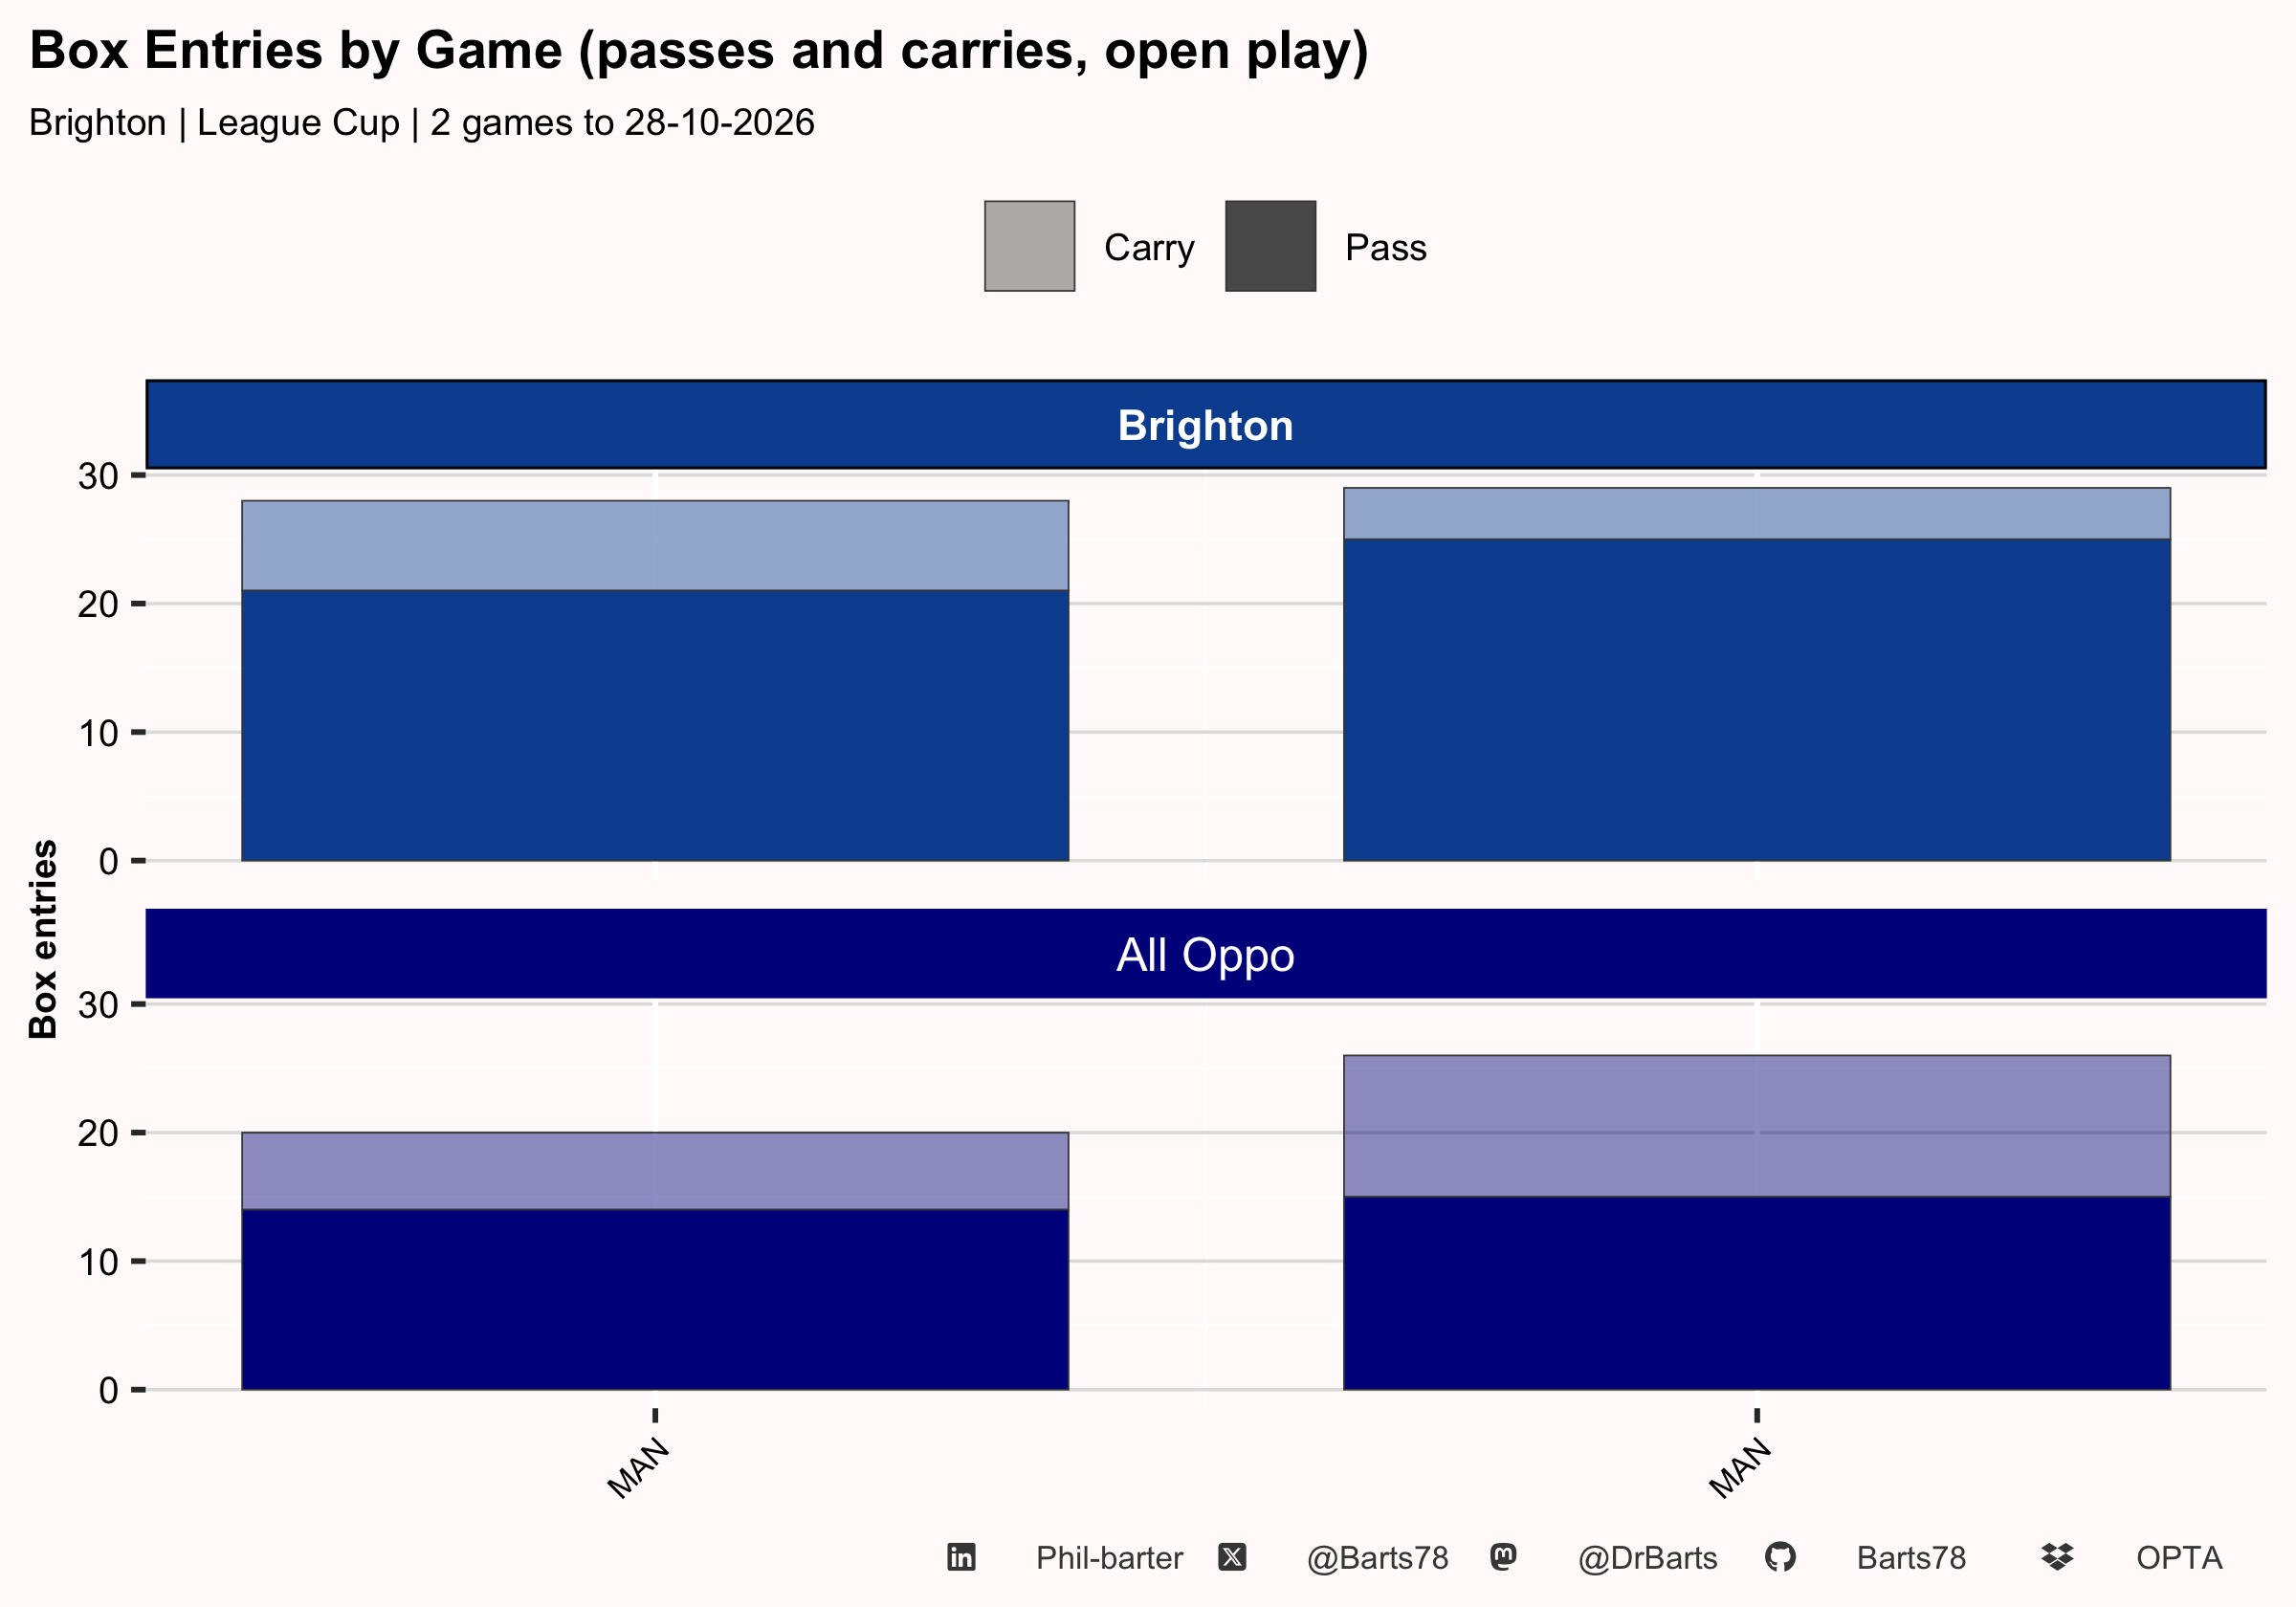 Box Entries by Game (passes and carries, open play)
Brighton | League Cup | 2 games to 28-10-2026
Carry Pass
Brighton
30
20
10
0
Box entries
All Oppo
30
20
10
0
MAN MAN
Phil-barter @Barts78 @DrBarts Barts78 OPTA